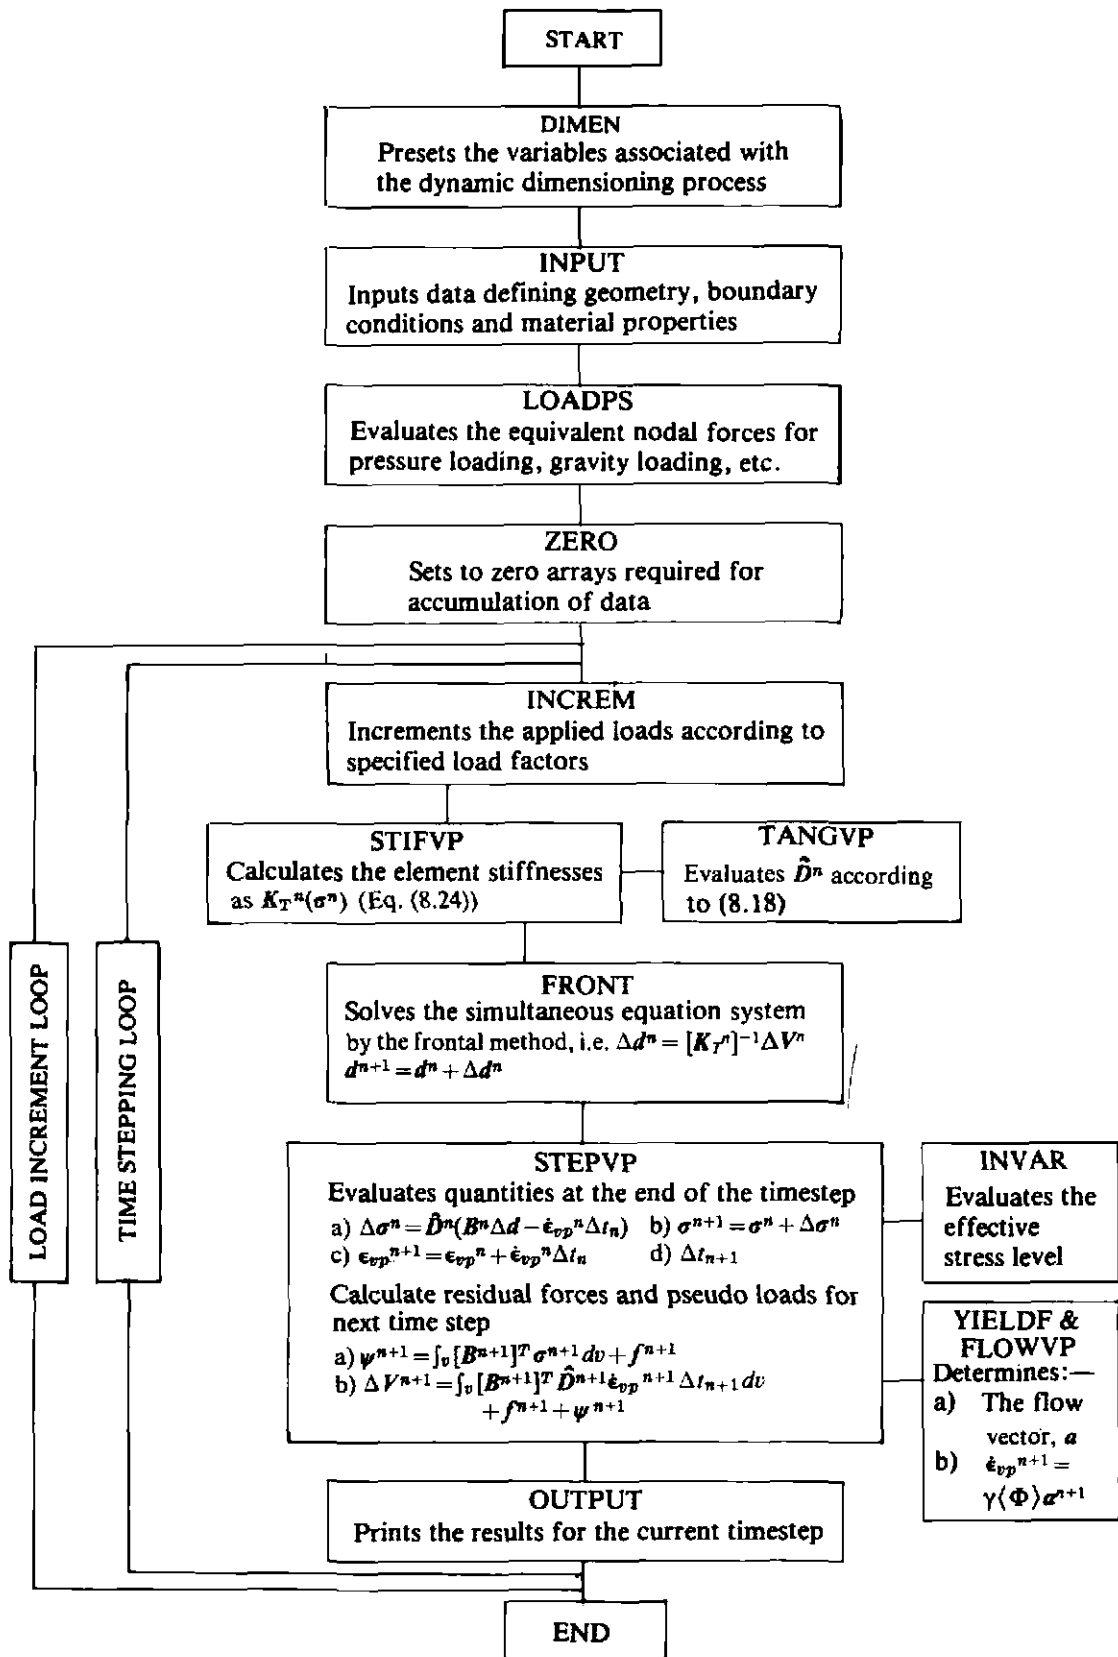 START
DIMEN
Presets the variables associated with
the dynamic dimensioning process
INPUT
Inputs data defining geometry, boundary
conditions and material properties
LOADPS
Evaluates the equivalent nodal forces for
pressure loading, gravity loading, etc.
ZERO
Sets to zero arrays required for
accumulation of data
INCREM
Increments the applied loads according to
specified load factors
STIFVP
Calculates the element stiffnesses
as K_T^n(σ^n) (Eq. (8.24))
TANGVP
Evaluates D̂^n according
to (8.18)
LOAD INCREMENT LOOP
TIME STEPPING LOOP
FRONT
Solves the simultaneous equation system
by the frontal method, i.e. Δd^n = [K_T^n]^-1 ΔV^n
d^n+1 = d^n + Δd^n
STEPVP
Evaluates quantities at the end of the timestep
a) Δσ^n = D̂^n(B^nΔd − ε̇_vp^nΔt_n) b) σ^n+1 = σ^n + Δσ^n
c) ε_vp^n+1 = ε_vp^n + ε̇_vp^nΔt_n d) Δt_n+1
Calculate residual forces and pseudo loads for
next time step
a) ψ^n+1 = ∫_v[B^n+1]^T σ^n+1 dv + f^n+1
b) ΔV^n+1 = ∫_v[B^n+1]^T D̂^n+1 ε̇_vp^n+1 Δt_n+1 dv
+ f^n+1 + ψ^n+1
INVAR
Evaluates the
effective
stress level
YIELDF &
FLOWVP
Determines:—
a) The flow
vector, a
b) ε̇_vp^n+1 =
γ⟨Φ⟩a^n+1
OUTPUT
Prints the results for the current timestep
END